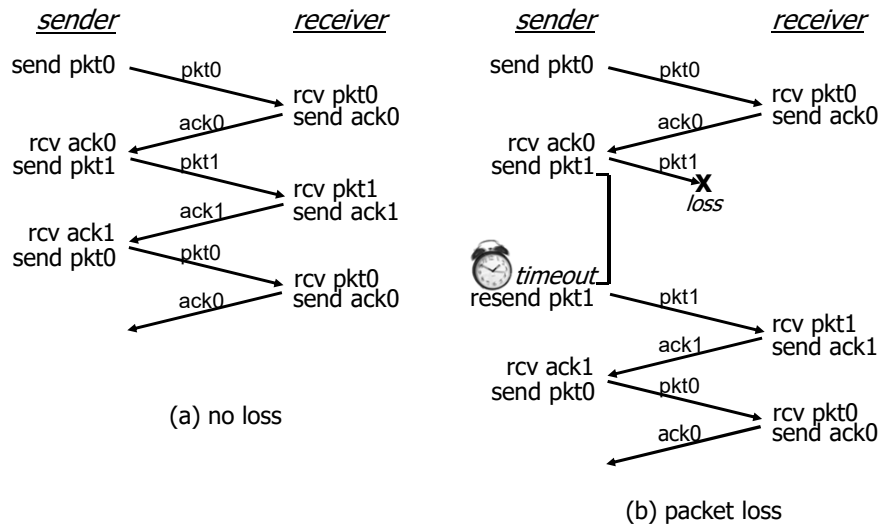 sender
receiver
send pkt0
pkt0
rcv pkt0
send ack0
ack0
rcv ack0
send pkt1
pkt1
rcv pkt1
send ack1
ack1
rcv ack1
send pkt0
pkt0
rcv pkt0
send ack0
ack0
(a) no loss
sender
receiver
send pkt0
pkt0
rcv pkt0
send ack0
ack0
rcv ack0
send pkt1
pkt1
X
loss
timeout
resend pkt1
pkt1
rcv pkt1
send ack1
ack1
rcv ack1
send pkt0
pkt0
rcv pkt0
send ack0
ack0
(b) packet loss